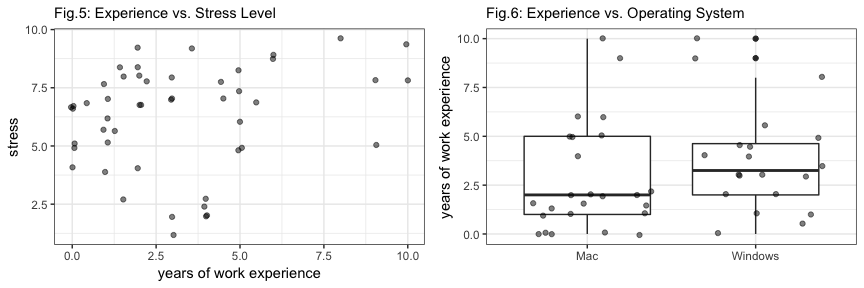 Fig.5: Experience vs. Stress Level
10.0
7.5
5.0
2.5
stress
0.0 2.5 5.0 7.5 10.0
years of work experience
Fig.6: Experience vs. Operating System
10.0
7.5
5.0
2.5
0.0
years of work experience
Mac Windows